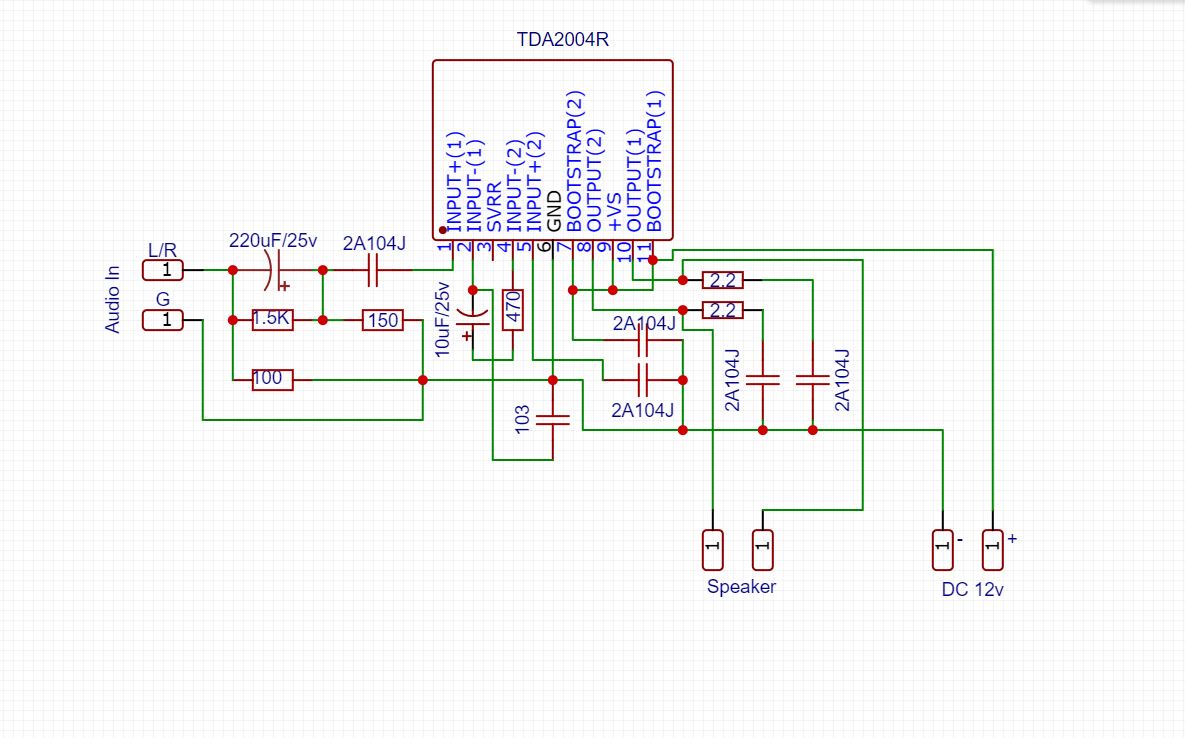 TDA2004R
INPUT+(1)
INPUT-(1)
SVRR
INPUT-(2)
INPUT+(2)
GND
BOOTSTRAP(2)
OUTPUT(2)
+VS
OUTPUT(1)
BOOTSTRAP(1)
1
2
3
4
5
6
7
8
9
10
11
Audio In
L/R
1
G
1
220uF/25v
+
2A104J
1.5K
150
100
10uF/25v
+
470
103
2.2
2.2
2A104J
2A104J
2A104J
2A104J
1
1
Speaker
1
-
1
+
DC 12v